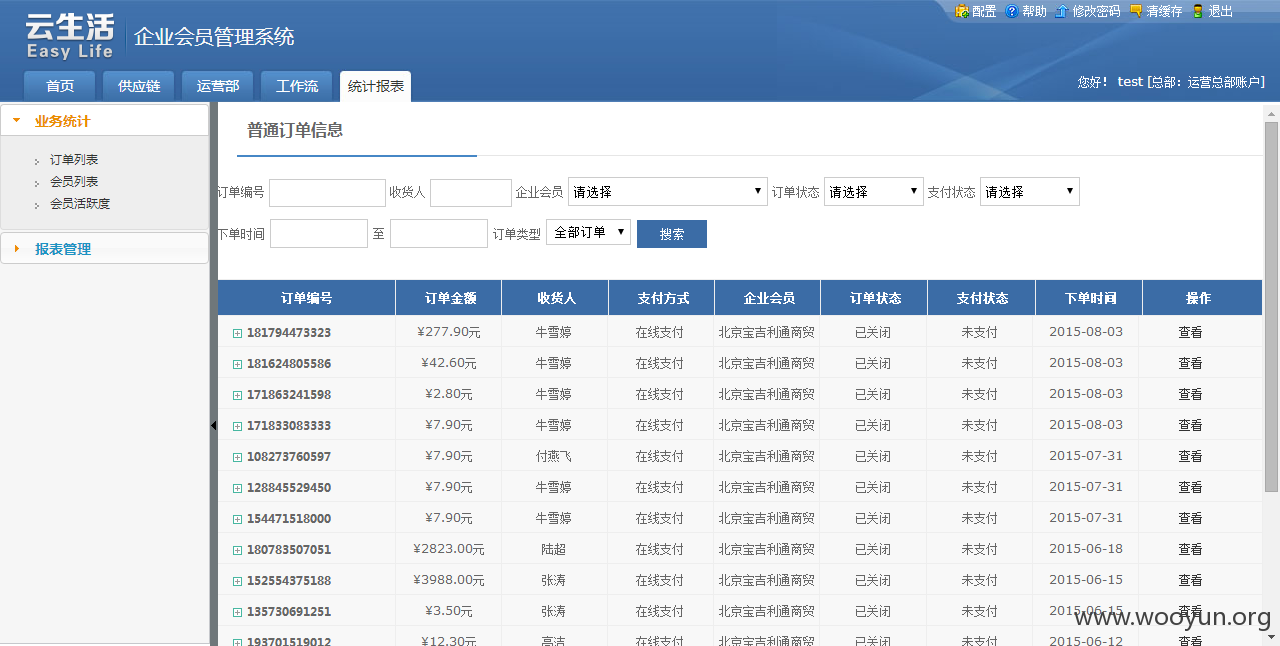 云生活
Easy Life
企业会员管理系统
配置 帮助 修改密码 清缓存 退出
首页 供应链 运营部 工作流 统计报表
您好! test [总部: 运营总部账户]
业务统计
订单列表
会员列表
会员活跃度
报表管理
普通订单信息
订单编号 收货人 企业会员 请选择 订单状态 请选择 支付状态 请选择
下单时间 至 订单类型 全部订单 搜索
订单编号 订单金额 收货人 支付方式 企业会员 订单状态 支付状态 下单时间 操作
181794473323 ¥277.90元 牛雪婷 在线支付 北京宝吉利通商贸 已关闭 未支付 2015-08-03 查看
181624805586 ¥42.60元 牛雪婷 在线支付 北京宝吉利通商贸 已关闭 未支付 2015-08-03 查看
171863241598 ¥2.80元 牛雪婷 在线支付 北京宝吉利通商贸 已关闭 未支付 2015-08-03 查看
171833083333 ¥7.90元 牛雪婷 在线支付 北京宝吉利通商贸 已关闭 未支付 2015-08-03 查看
108273760597 ¥7.90元 付燕飞 在线支付 北京宝吉利通商贸 已关闭 未支付 2015-07-31 查看
128845529450 ¥7.90元 牛雪婷 在线支付 北京宝吉利通商贸 已关闭 未支付 2015-07-31 查看
154471518000 ¥7.90元 牛雪婷 在线支付 北京宝吉利通商贸 已关闭 未支付 2015-07-31 查看
180783507051 ¥2823.00元 陆超 在线支付 北京宝吉利通商贸 已关闭 未支付 2015-06-18 查看
152554375188 ¥3988.00元 张涛 在线支付 北京宝吉利通商贸 已关闭 未支付 2015-06-15 查看
135730691251 ¥3.50元 张涛 在线支付 北京宝吉利通商贸 已关闭 未支付 2015-06-15 查看
193701519012 ¥12.30元 高洁 在线支付 北京宝吉利通商贸 已关闭 未支付 2015-06-12 查看
www.wooyun.org